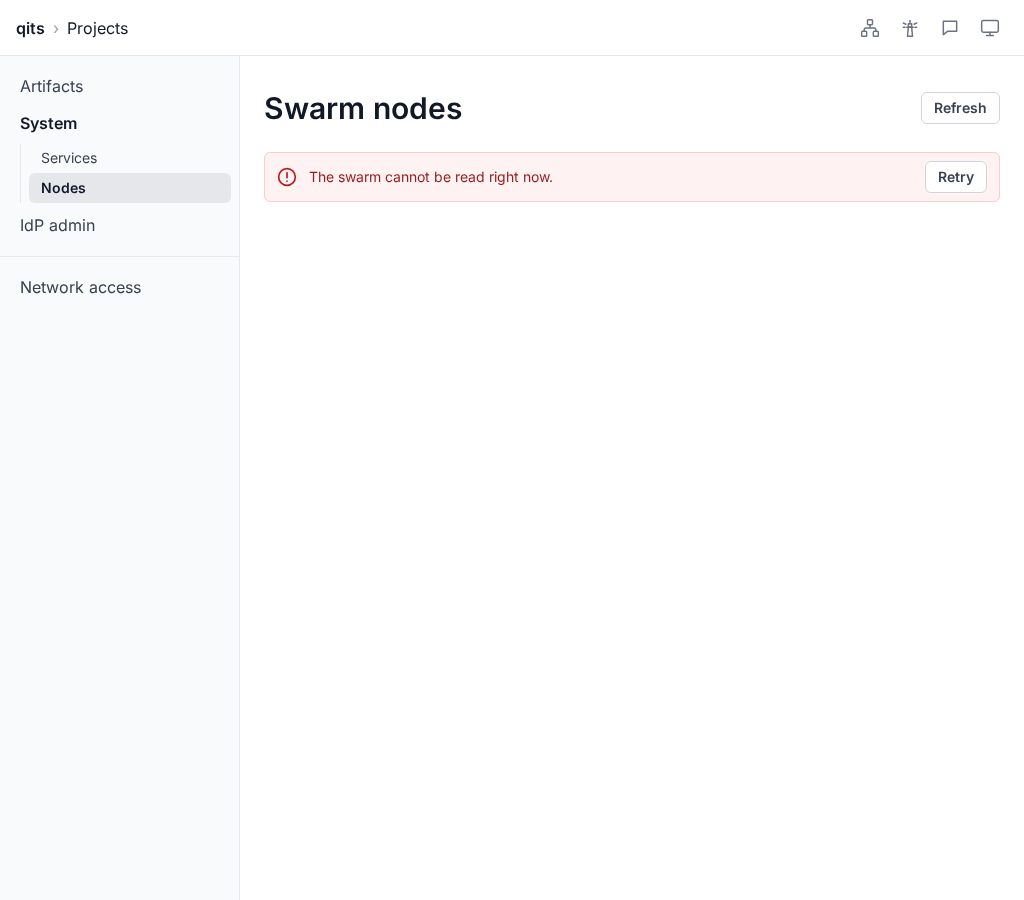 qits › Projects
Artifacts
System
Services
Nodes
IdP admin
Network access
Swarm nodes
Refresh
The swarm cannot be read right now.
Retry